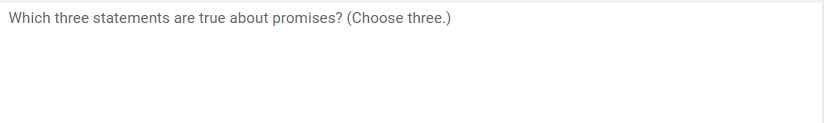 Which three statements are true about promises? (Choose three.)